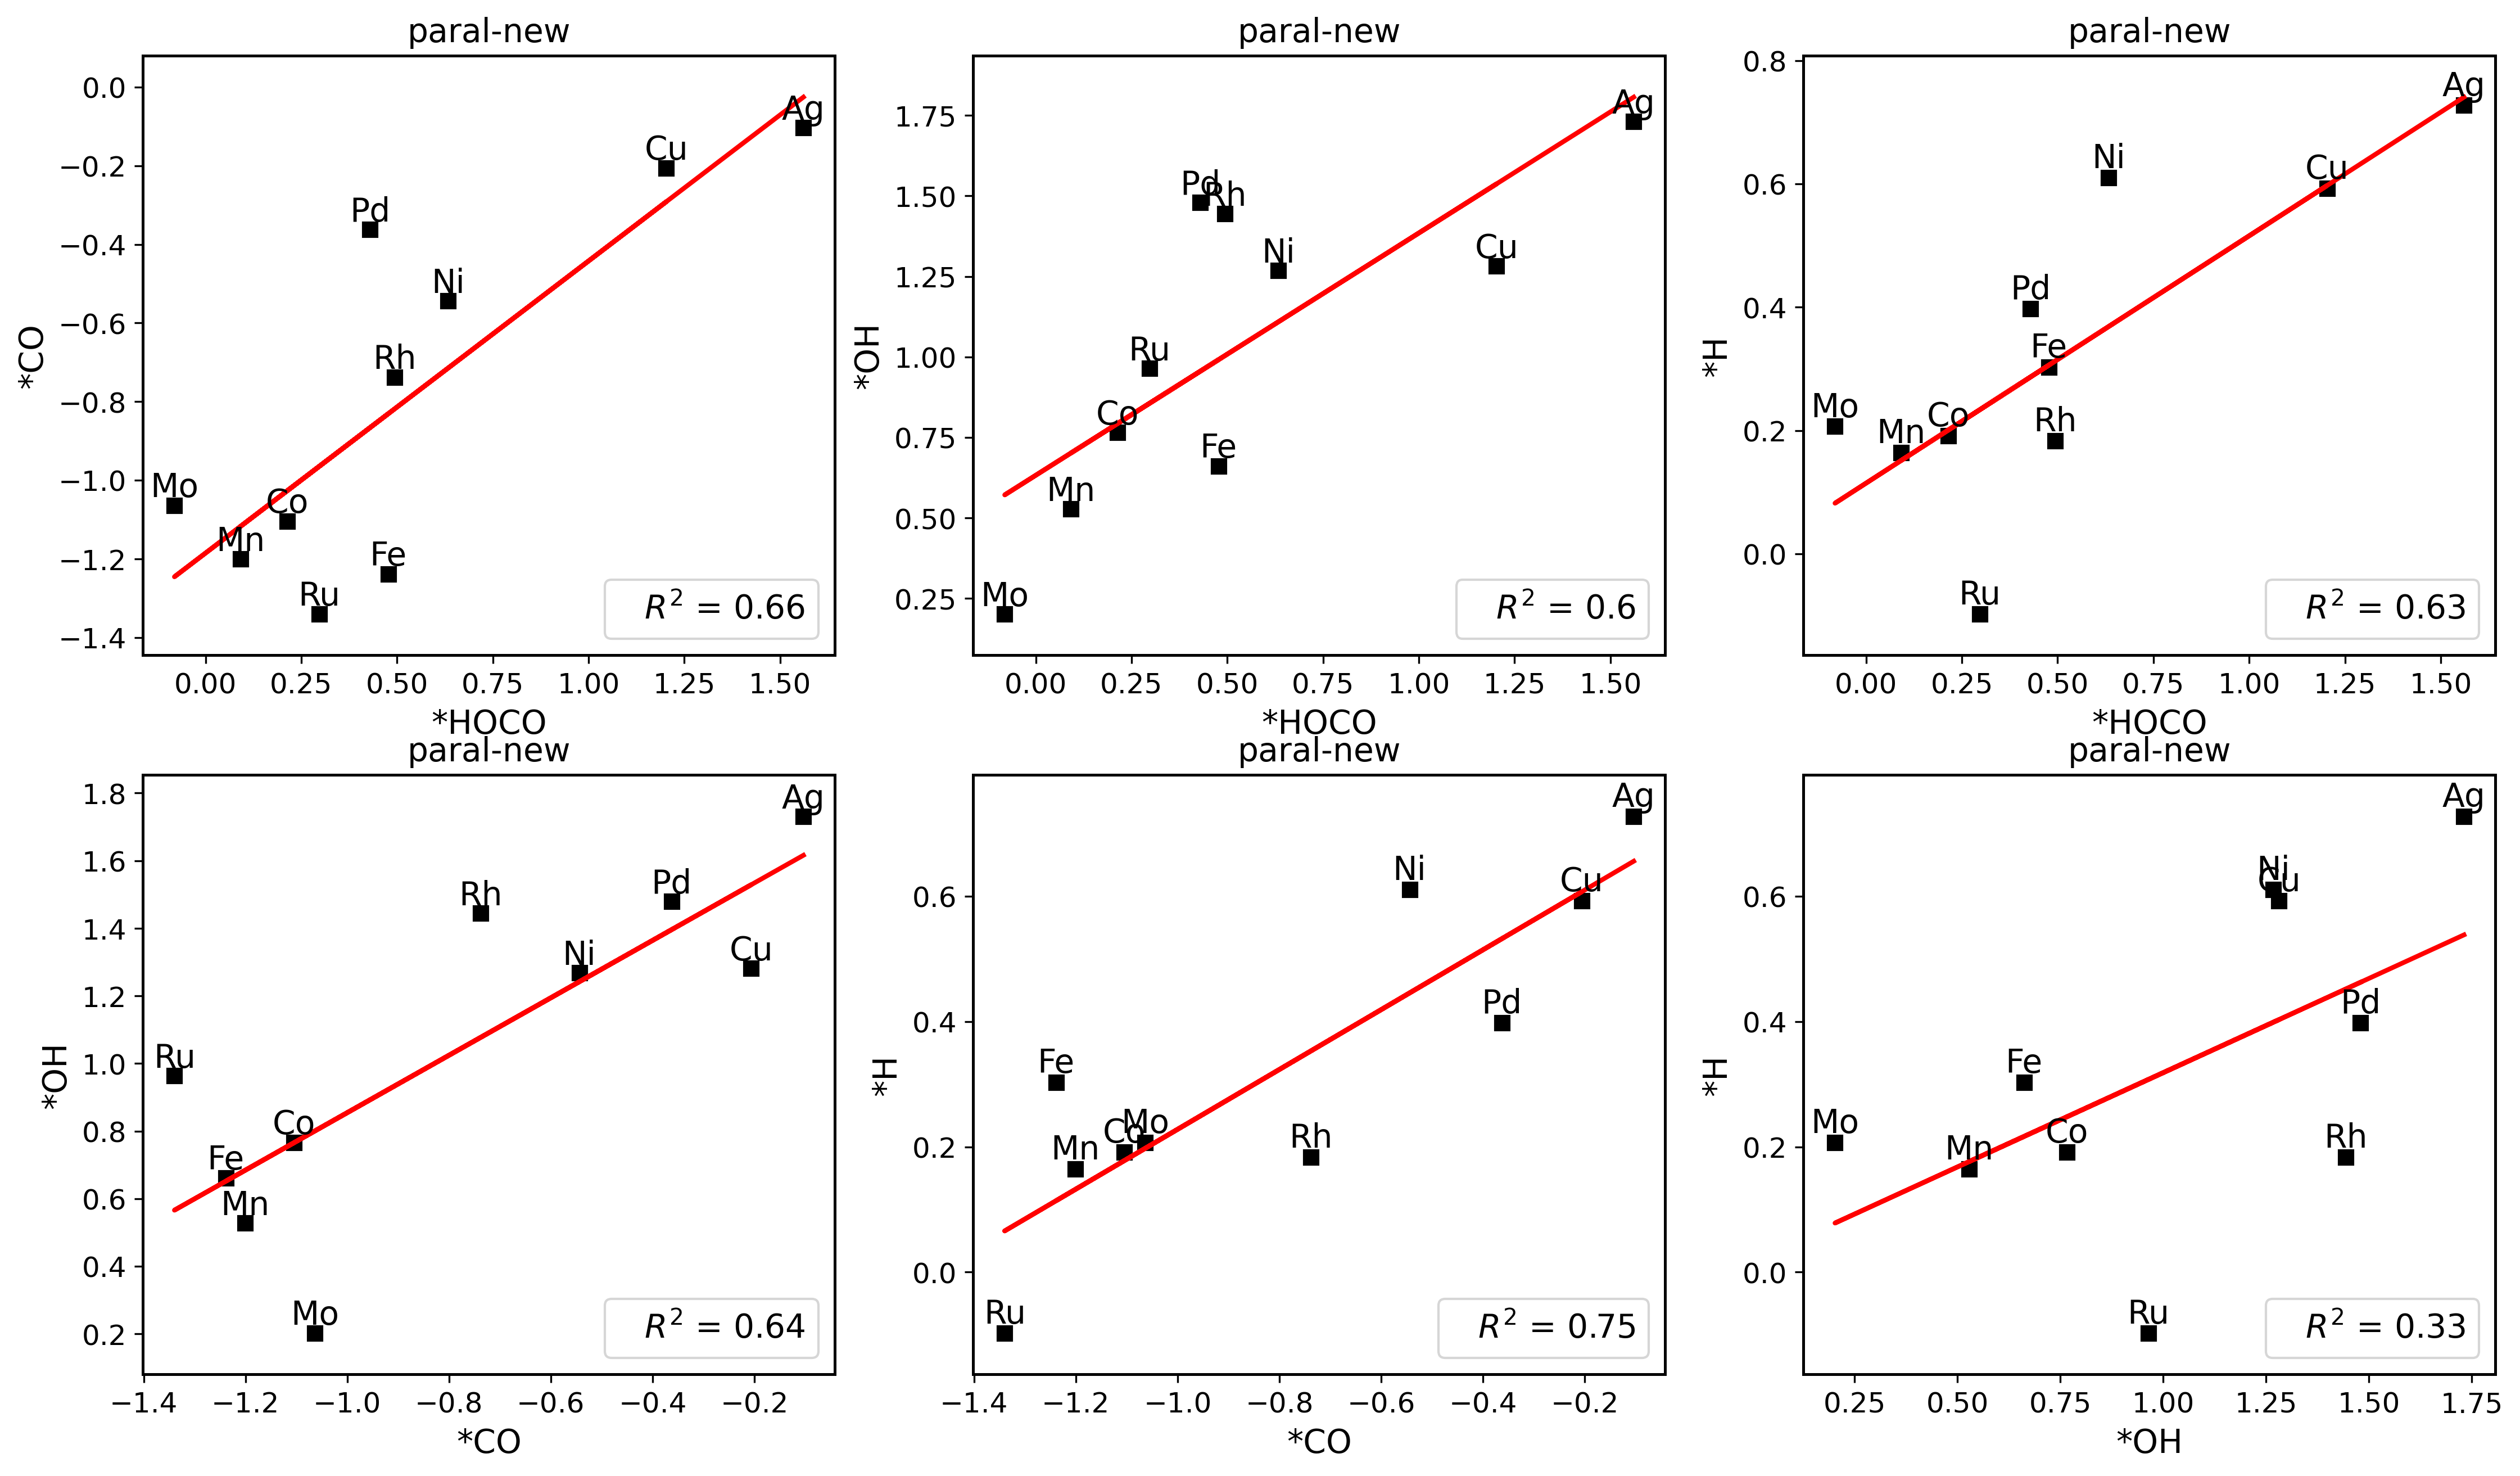 paral-new
*CO
0.0
−0.2
−0.4
−0.6
−0.8
−1.0
−1.2
−1.4
Ag
Cu
Pd
Ni
Rh
Mo
Co
Mn
Fe
Ru
R² = 0.66
0.00 0.25 0.50 0.75 1.00 1.25 1.50
*HOCO
paral-new
*OH
1.75
1.50
1.25
1.00
0.75
0.50
0.25
Ag
Pd
Rh
Ni
Cu
Ru
Co
Fe
Mn
Mo
R² = 0.6
0.00 0.25 0.50 0.75 1.00 1.25 1.50
*HOCO
paral-new
*H
0.8
0.6
0.4
0.2
0.0
Ag
Ni
Cu
Pd
Fe
Mo
Co
Rh
Mn
Ru
R² = 0.63
0.00 0.25 0.50 0.75 1.00 1.25 1.50
*HOCO
paral-new
*OH
1.8
1.6
1.4
1.2
1.0
0.8
0.6
0.4
0.2
Ag
Pd
Rh
Cu
Ni
Ru
Co
Fe
Mn
Mo
R² = 0.64
−1.4 −1.2 −1.0 −0.8 −0.6 −0.4 −0.2
*CO
paral-new
*H
0.6
0.4
0.2
0.0
Ag
Ni
Cu
Pd
Fe
Mo
Co
Rh
Mn
Ru
R² = 0.75
−1.4 −1.2 −1.0 −0.8 −0.6 −0.4 −0.2
*CO
paral-new
*H
0.6
0.4
0.2
0.0
Ag
Ni
Cu
Pd
Fe
Mo
Co
Rh
Mn
Ru
R² = 0.33
0.25 0.50 0.75 1.00 1.25 1.50 1.75
*OH